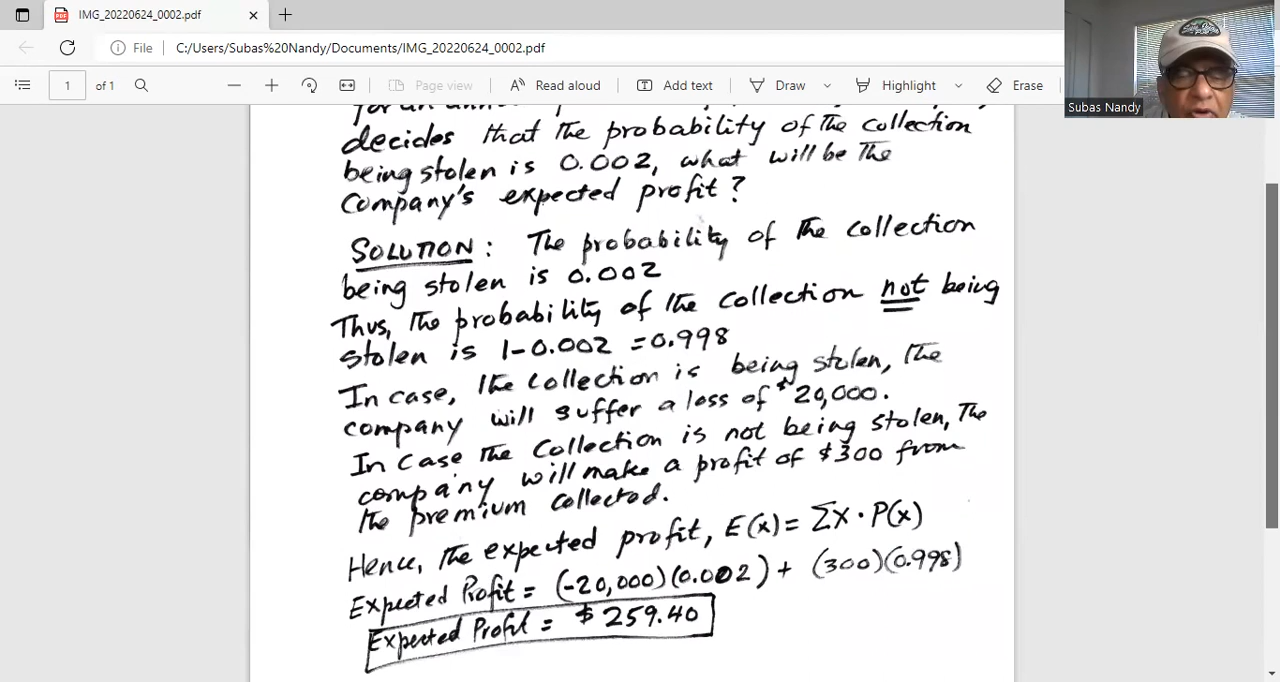 IMG_20220624_0002.pdf
File C:/Users/Subas%20Nandy/Documents/IMG_20220624_0002.pdf
1 of 1 Page view Read aloud Add text Draw Highlight Erase
Subas Nandy
for an
decides that the probability of the collection
being stolen is 0.002, what will be the
Company's expected profit?
SOLUTION: The probability of the collection
being stolen is 0.002
Thus, the probability of the collection not being
stolen is 1-0.002 = 0.998
In case, the collection is being stolen, the
company will suffer a loss of $20,000.
In case the collection is not being stolen, the
company will make a profit of $300 from
the premium collected.
Hence, the expected profit, E(x) = Σx · P(x)
Expected Profit = (-20,000)(0.002) + (300)(0.998)
Expected Profit = $259.40